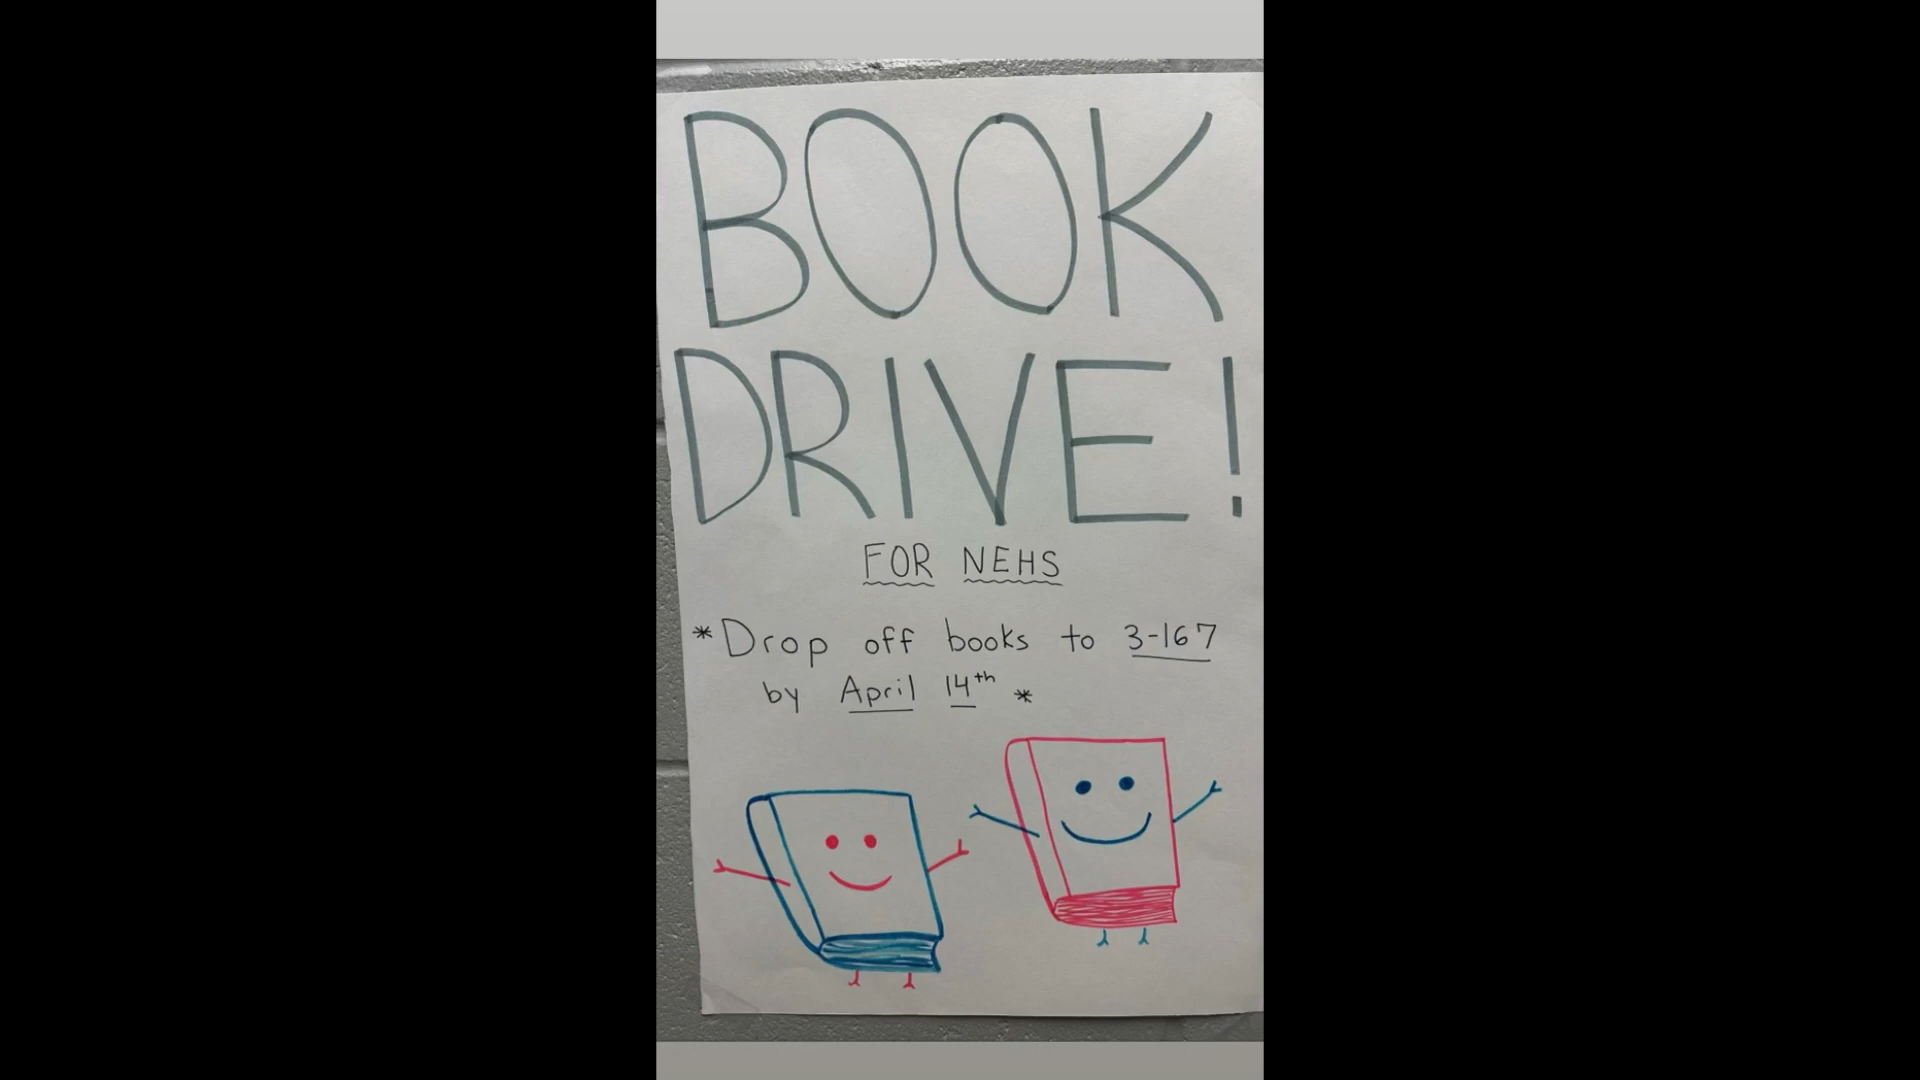 BOOK
DRIVE!
FOR NEHS
*Drop off books to 3-167
by April 14th *